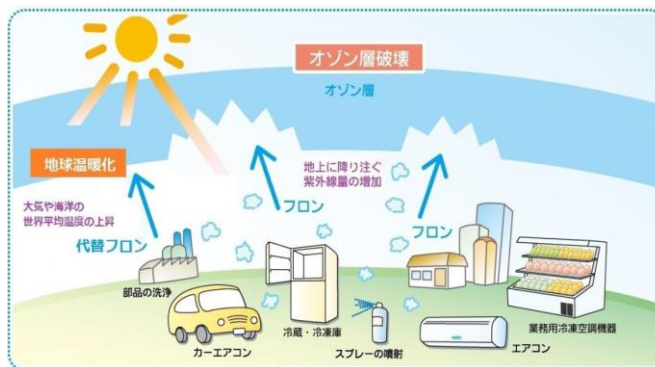 オゾン層破壊
オゾン層
地球温暖化
大気や海洋の
世界平均温度の上昇
代替フロン
フロン
地上に降り注ぐ
紫外線量の増加
フロン
部品の洗浄
カーエアコン
冷蔵・冷凍庫
スプレーの噴射
エアコン
業務用冷凍空調機器